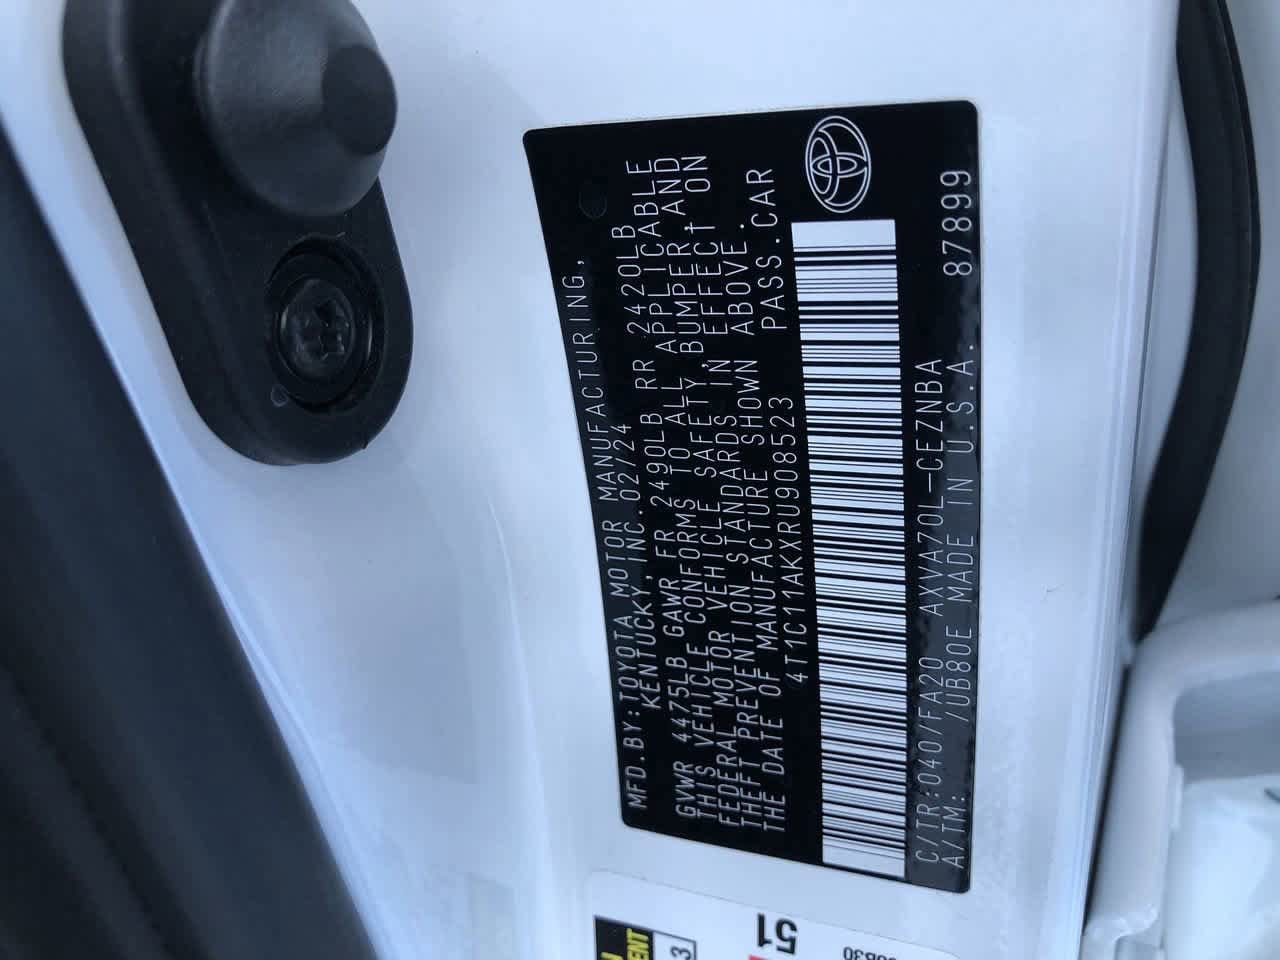 MFD.BY:TOYOTA MOTOR MANUFACTURING,
KENTUCKY, INC.02/24
GVWR 4475LB GAWR FR 2490LB RR 2420LB
THIS VEHICLE CONFORMS TO ALL APPLICABLE
FEDERAL MOTOR VEHICLE SAFETY,BUMPER,AND
THEFT PREVENTION STANDARDS IN EFFECT ON
THE DATE OF MANUFACTURE SHOWN ABOVE.
4T1C11AKXRU908523 PASS.CAR
C/TR:040/FA20 AXVA70L-CEZNBA 87899
A/TM: /UB80E MADE IN U.S.A.
51
3